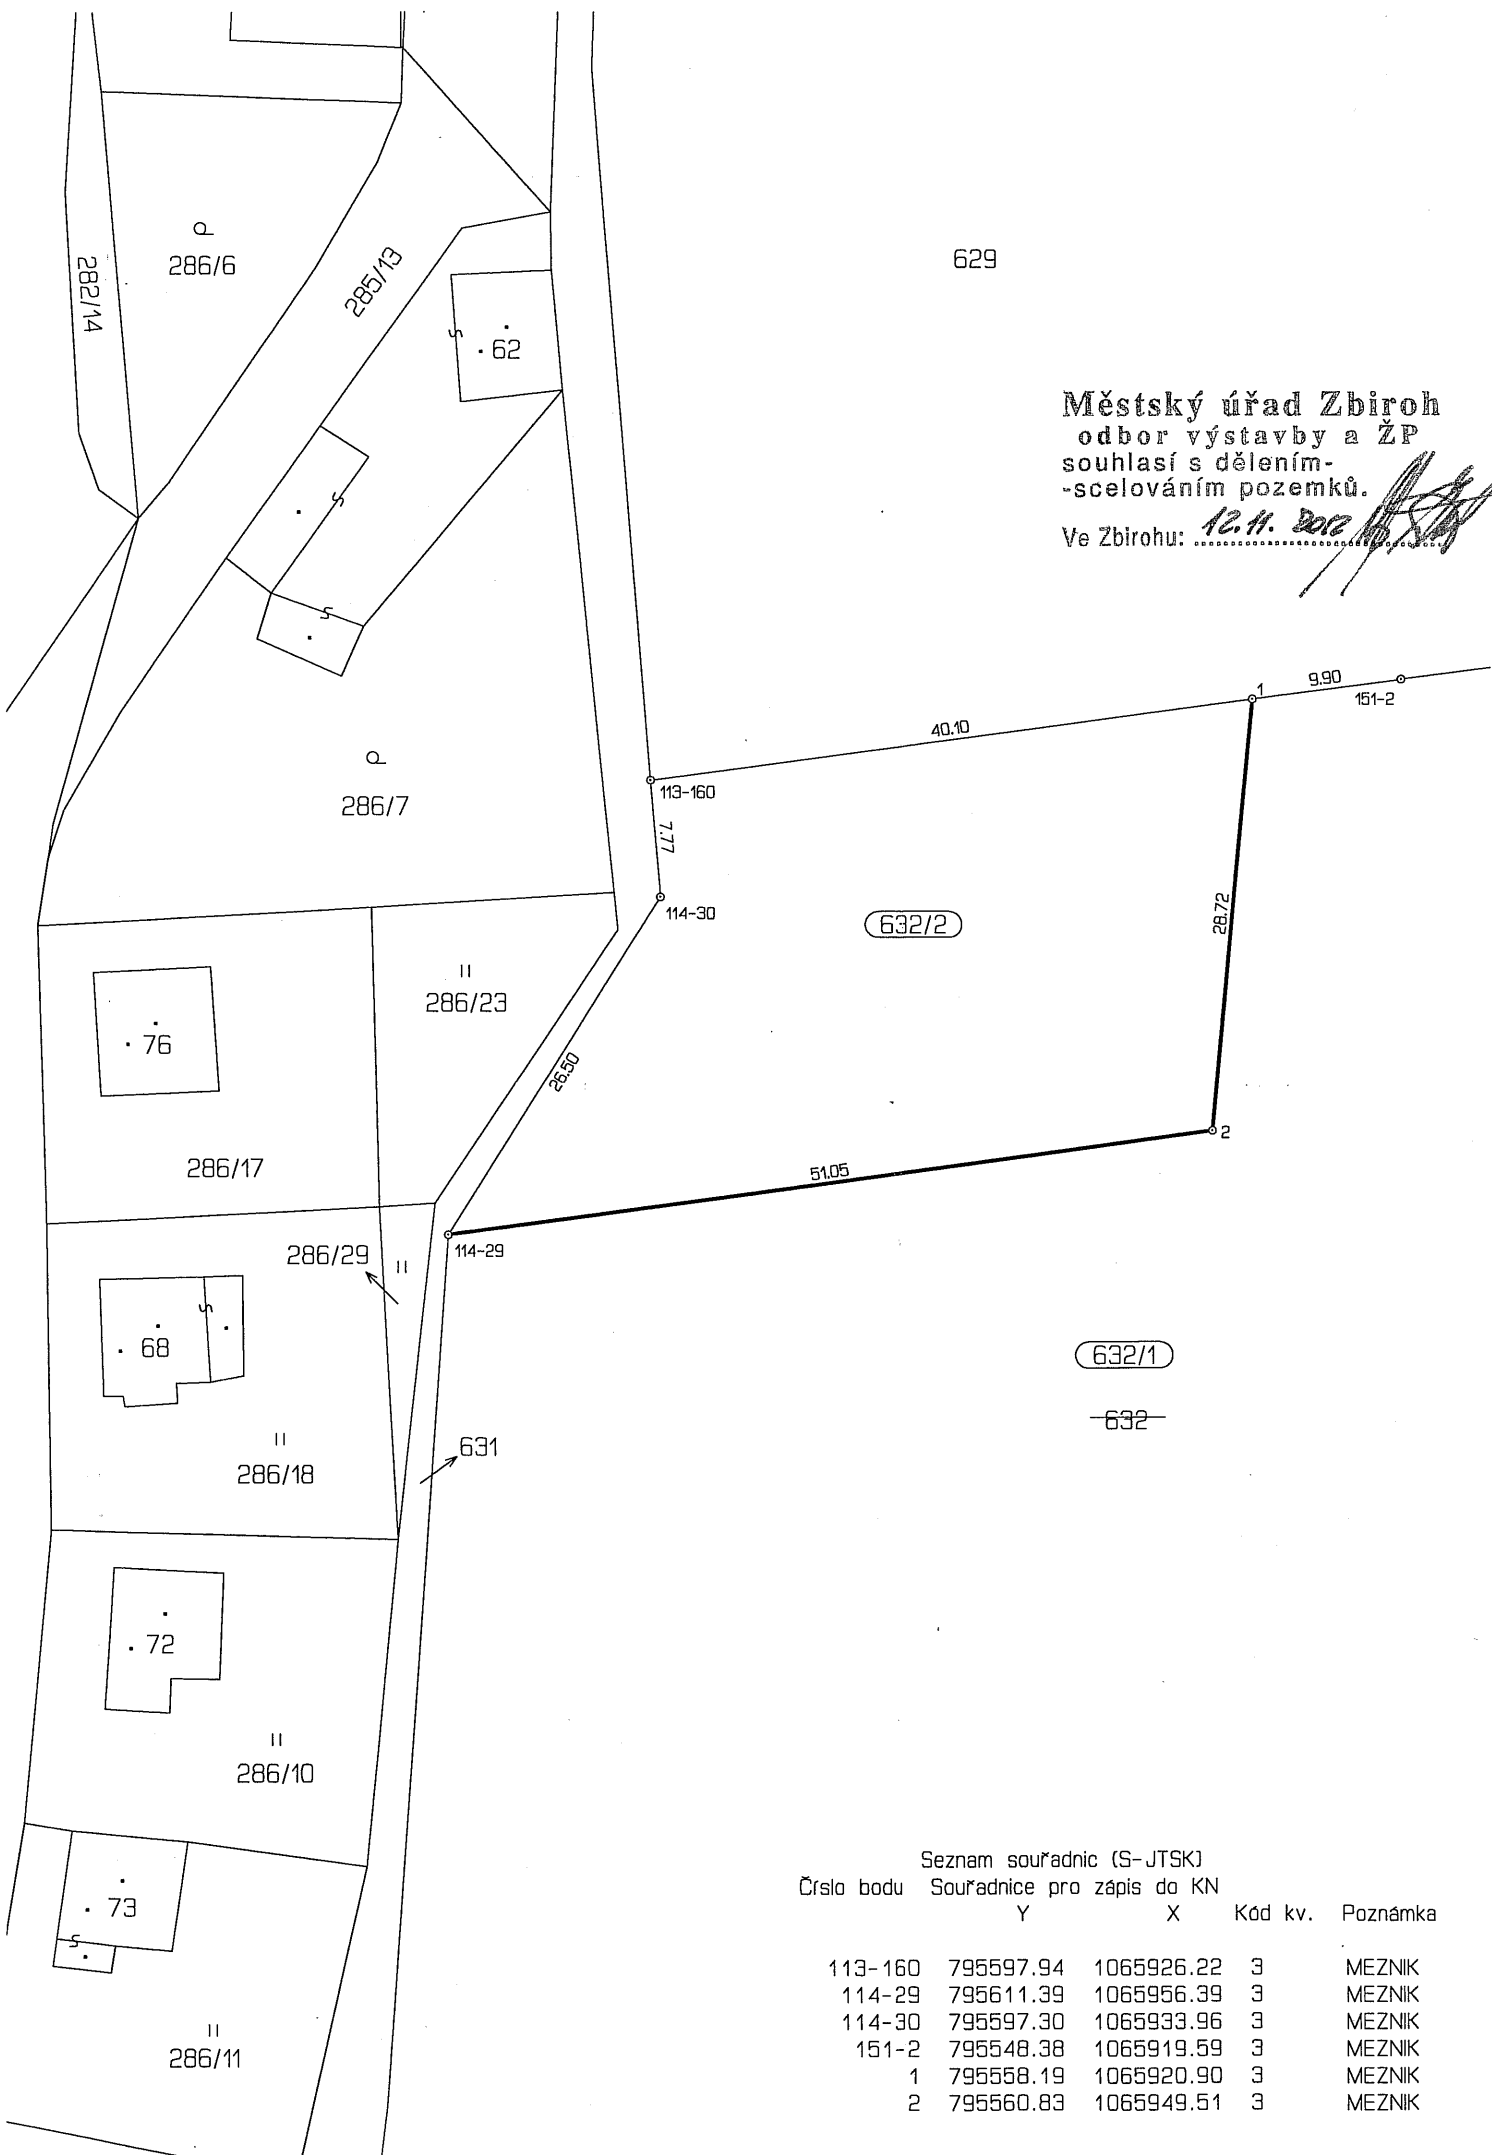 286/6
282/14
285/13
629
62
Městský úřad Zbiroh
odbor výstavby a ŽP
souhlasí s dělením-
-scelováním pozemků.
Ve Zbirohu: 12.11. 2012
1
9.90
151-2
40.10
113-160
286/7
7.77
114-30
632/2
28.72
286/23
76
26.50
2
286/17
51.05
114-29
286/29
68
632/1
632
631
286/18
72
286/10
73
286/11
Seznam souřadnic (S-JTSK)
Číslo bodu Souřadnice pro zápis do KN
Y X Kód kv. Poznámka
113-160 795597.94 1065926.22 3 MEZNIK
114-29 795611.39 1065956.39 3 MEZNIK
114-30 795597.30 1065933.96 3 MEZNIK
151-2 795548.38 1065919.59 3 MEZNIK
1 795558.19 1065920.90 3 MEZNIK
2 795560.83 1065949.51 3 MEZNIK